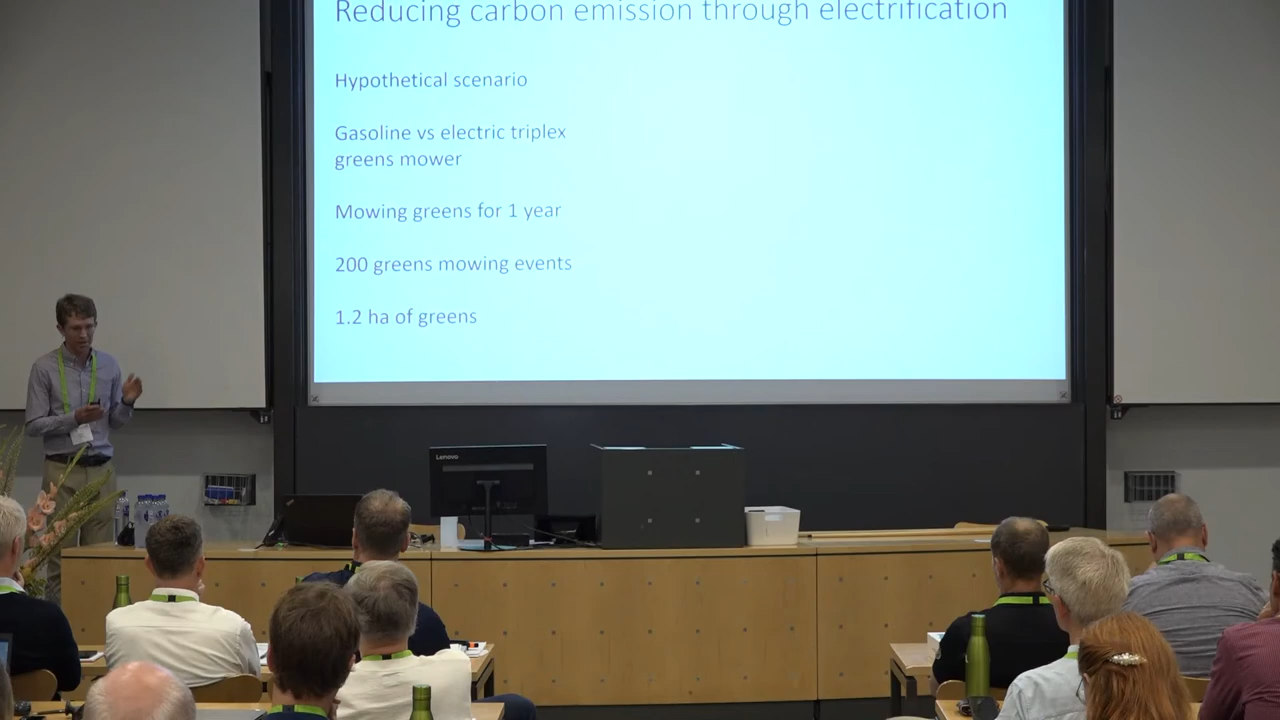 Reducing carbon emission through electrification
Hypothetical scenario
Gasoline vs electric triplex
greens mower
Mowing greens for 1 year
200 greens mowing events
1.2 ha of greens
Lenovo